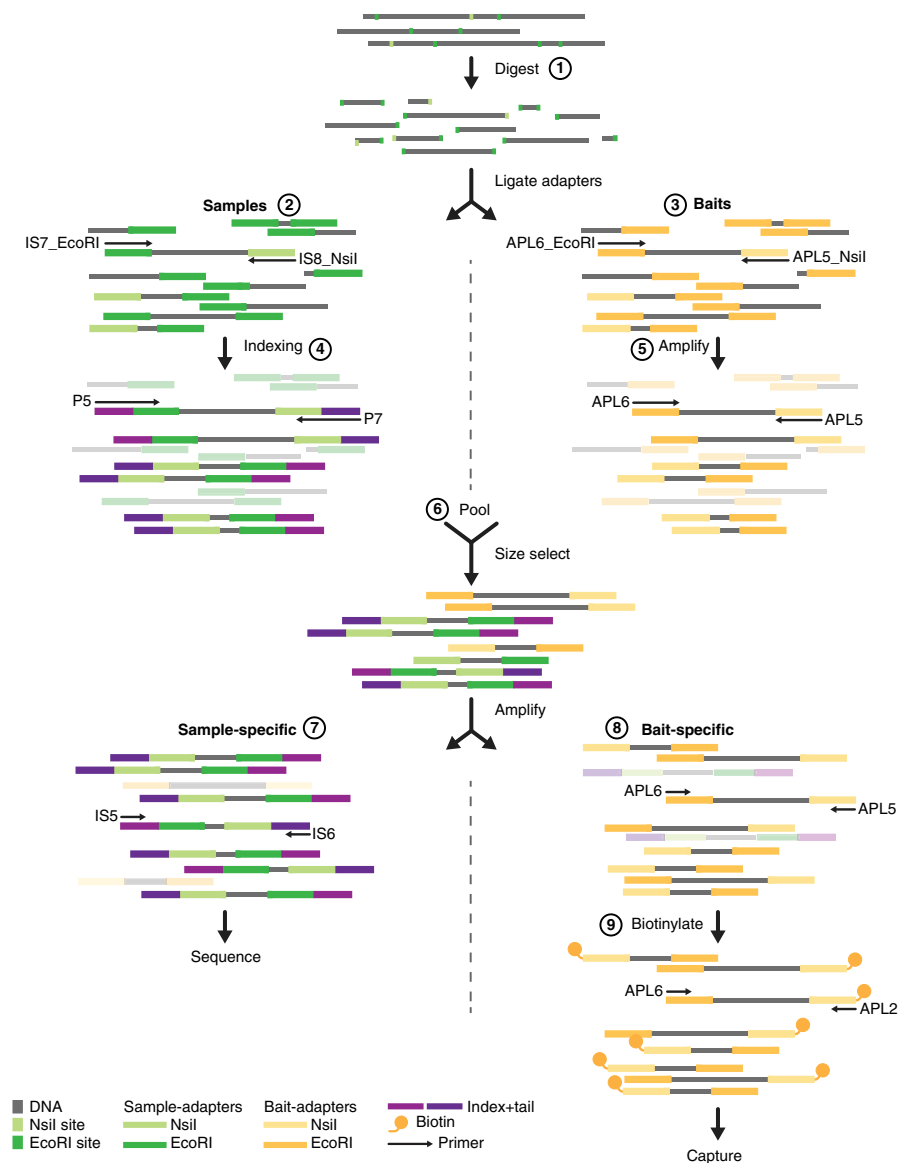 Digest 1
Ligate adapters
Samples 2
3 Baits
IS7_EcoRI
IS8_NsiI
APL6_EcoRI
APL5_NsiI
Indexing 4
5 Amplify
P5
P7
APL6
APL5
6 Pool
Size select
Amplify
Sample-specific 7
8 Bait-specific
IS5
IS6
APL6
APL5
Sequence
9 Biotinylate
APL6
APL2
DNA
NsiI site
EcoRI site
Sample-adapters
NsiI
EcoRI
Bait-adapters
NsiI
EcoRI
Index+tail
Biotin
Primer
Capture